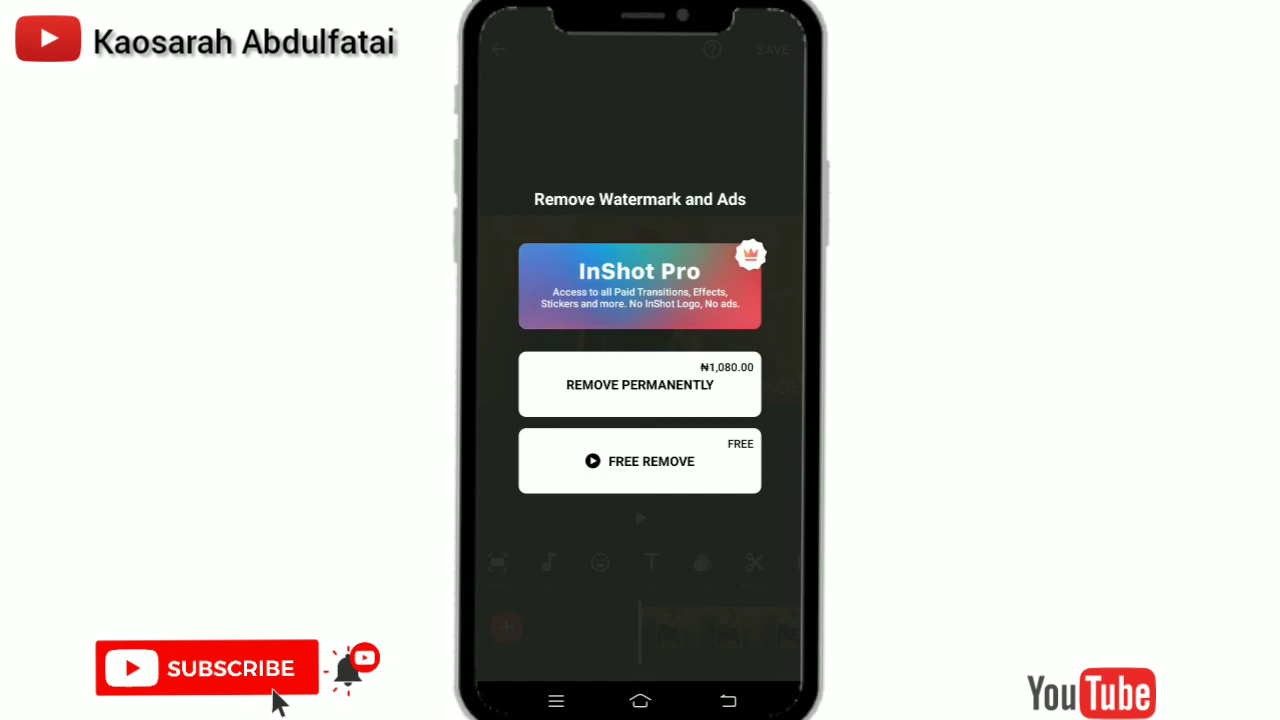 Kaosarah Abdulfatai
SAVE
Remove Watermark and Ads
InShot Pro
Access to all Paid Transitions, Effects,
Stickers and more. No InShot Logo, No ads.
₦1,080.00
REMOVE PERMANENTLY
FREE
FREE REMOVE
SUBSCRIBE
YouTube